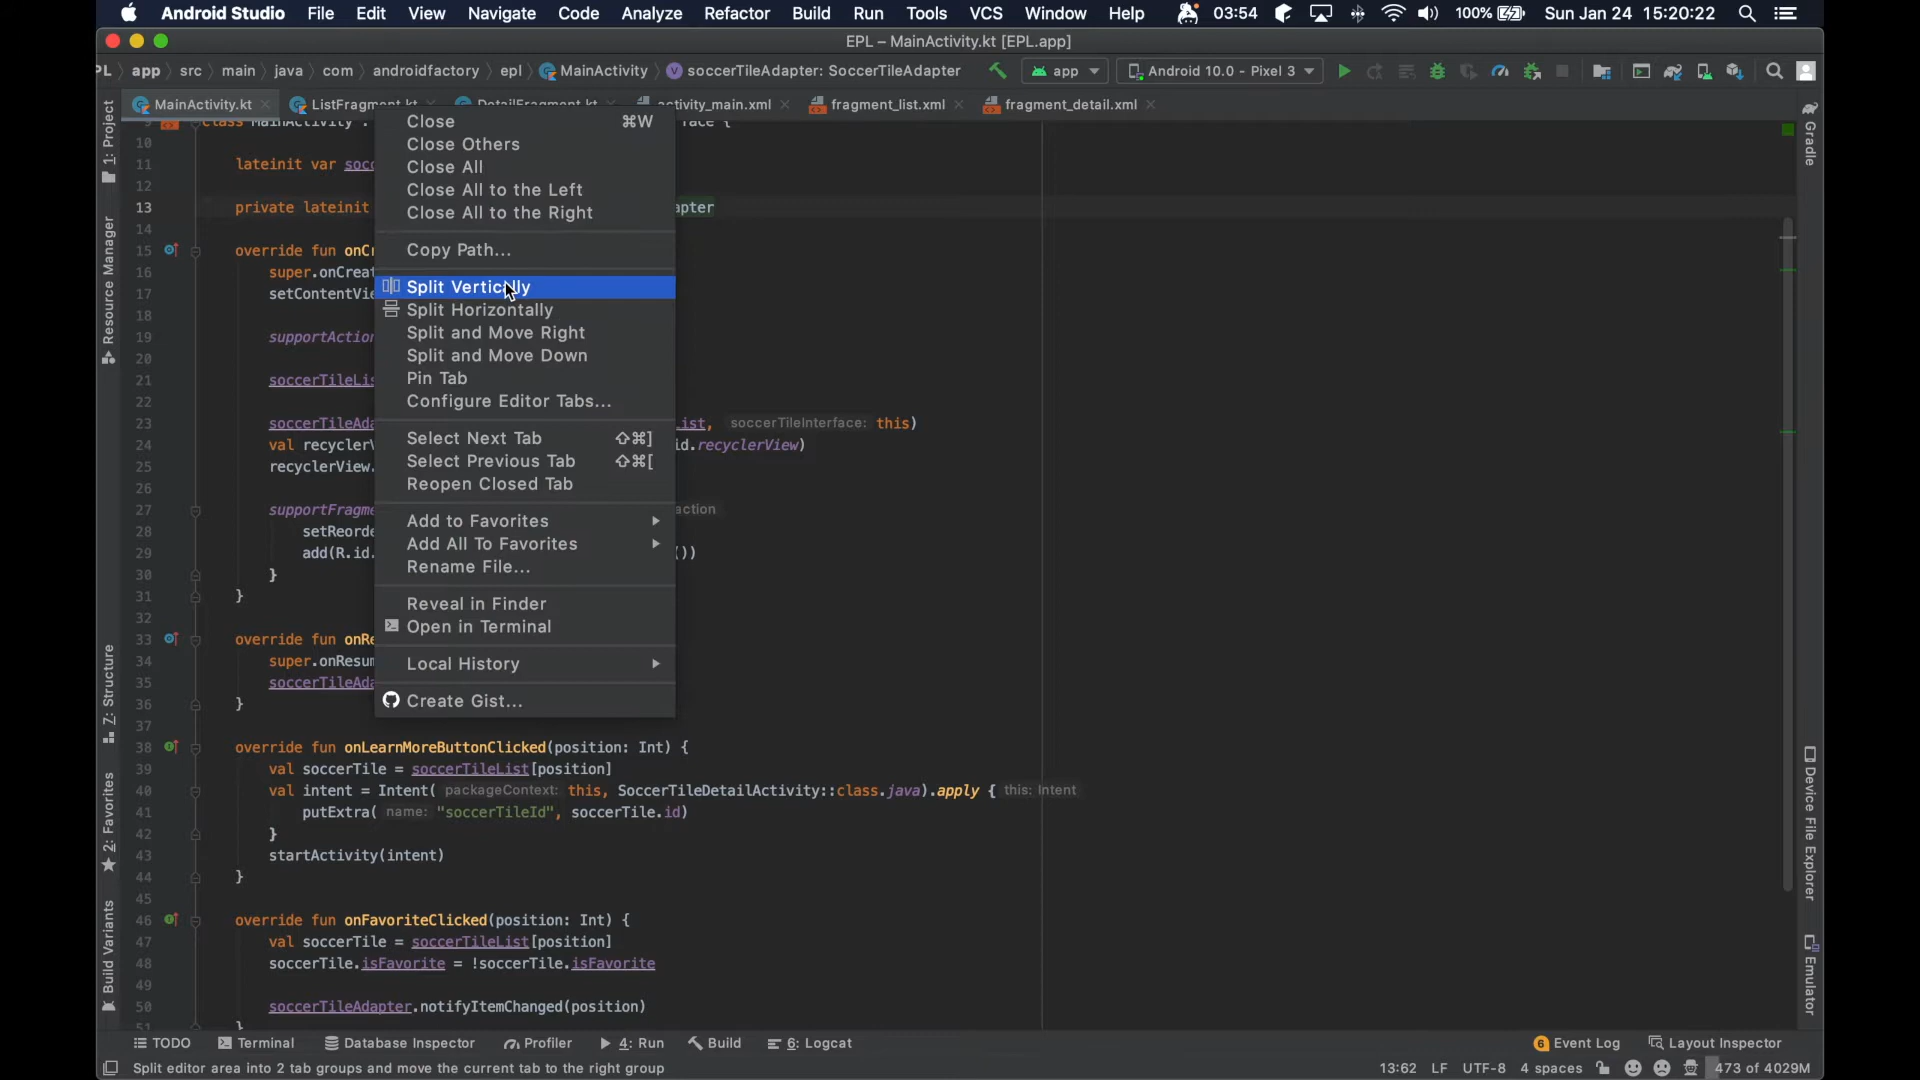 Android Studio File Edit View Navigate Code Analyze Refactor Build Run Tools VCS Window Help 03:54 100% Sun Jan 24 15:20:22
EPL – MainActivity.kt [EPL.app]
PL app src main java com androidfactory epl MainActivity soccerTileAdapter: SoccerTileAdapter app Android 10.0 - Pixel 3
MainActivity.kt ListFragment.kt DetailFragment.kt activity_main.xml fragment_list.xml fragment_detail.xml
1: Project
Resource Manager
Z: Structure
2: Favorites
Build Variants
Gradle
Device File Explorer
Emulator
Close ⌘W
Close Others
Close All
Close All to the Left
Close All to the Right
Copy Path...
Split Vertically
Split Horizontally
Split and Move Right
Split and Move Down
Pin Tab
Configure Editor Tabs...
Select Next Tab ⇧⌘]
Select Previous Tab ⇧⌘[
Reopen Closed Tab
Add to Favorites
Add All To Favorites
Rename File...
Reveal in Finder
Open in Terminal
Local History
Create Gist...
9 class MainActivity : face {
10
11 lateinit var socc
12
13 private lateinit apter
14
15 override fun onCr
16 super.onCreat
17 setContentVie
18
19 supportAction
20
21 soccerTileLis
22
23 soccerTileAda ist, soccerTileInterface: this)
24 val recyclerV id.recyclerView)
25 recyclerView.
26
27 supportFragme action
28 setReorde
29 add(R.id. ())
30 }
31 }
32
33 override fun onRe
34 super.onResum
35 soccerTileAda
36 }
37
38 override fun onLearnMoreButtonClicked(position: Int) {
39 val soccerTile = soccerTileList[position]
40 val intent = Intent( packageContext: this, SoccerTileDetailActivity::class.java).apply { this: Intent
41 putExtra( name: "soccerTileId", soccerTile.id)
42 }
43 startActivity(intent)
44 }
45
46 override fun onFavoriteClicked(position: Int) {
47 val soccerTile = soccerTileList[position]
48 soccerTile.isFavorite = !soccerTile.isFavorite
49
50 soccerTileAdapter.notifyItemChanged(position)
51 }
TODO Terminal Database Inspector Profiler 4: Run Build 6: Logcat 6 Event Log Layout Inspector
Split editor area into 2 tab groups and move the current tab to the right group 13:62 LF UTF-8 4 spaces 473 of 4029M